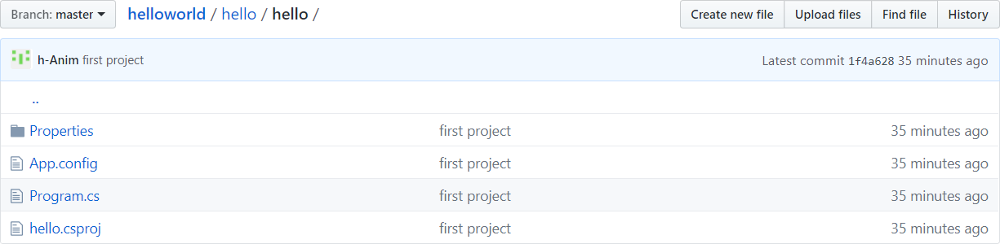 Branch: master helloworld / hello / hello / Create new file Upload files Find file History
h-Anim first project Latest commit 1f4a628 35 minutes ago
..
Properties first project 35 minutes ago
App.config first project 35 minutes ago
Program.cs first project 35 minutes ago
hello.csproj first project 35 minutes ago